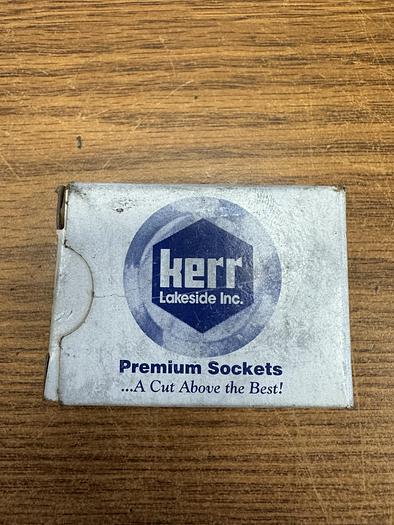 kerr
Lakeside Inc.
Premium Sockets
...A Cut Above the Best!